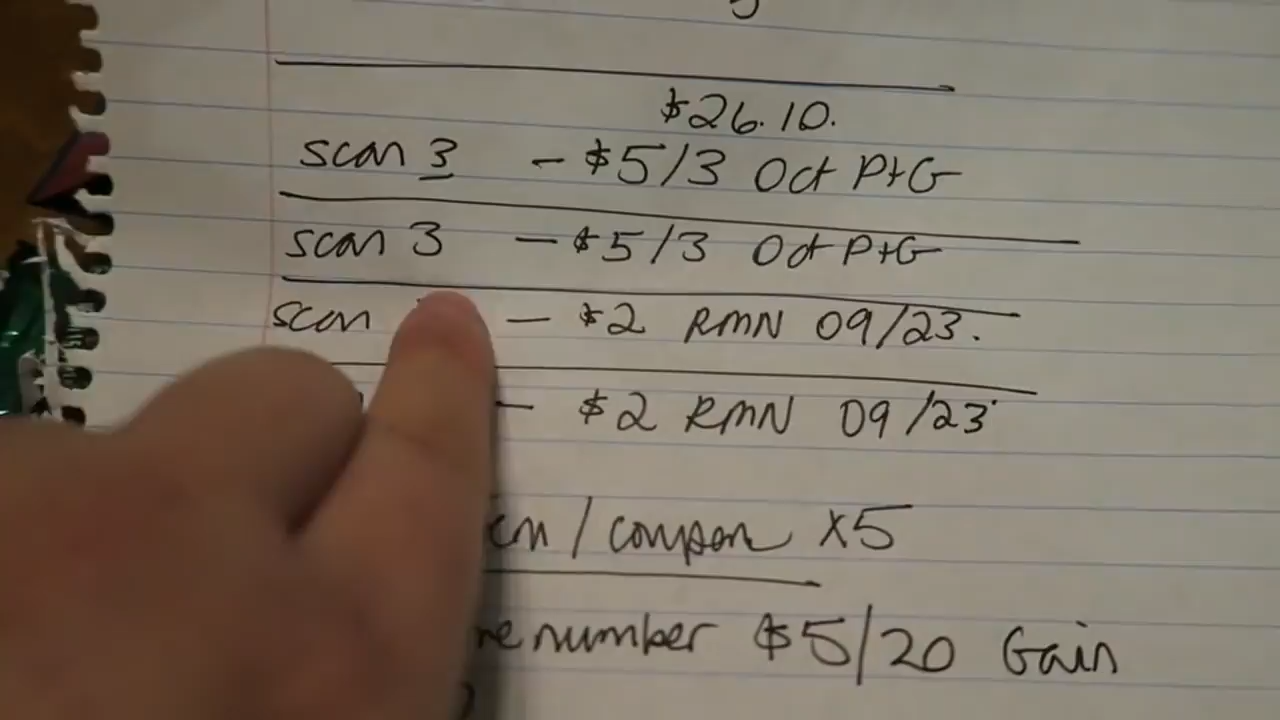 $26.10.
scan 3 - $5/3 Oct P+G
scan 3 - $5/3 Oct P+G
scan - $2 RMN 09/23.
- $2 RMN 09/23
/ coupon x5
number $5/20 Gain